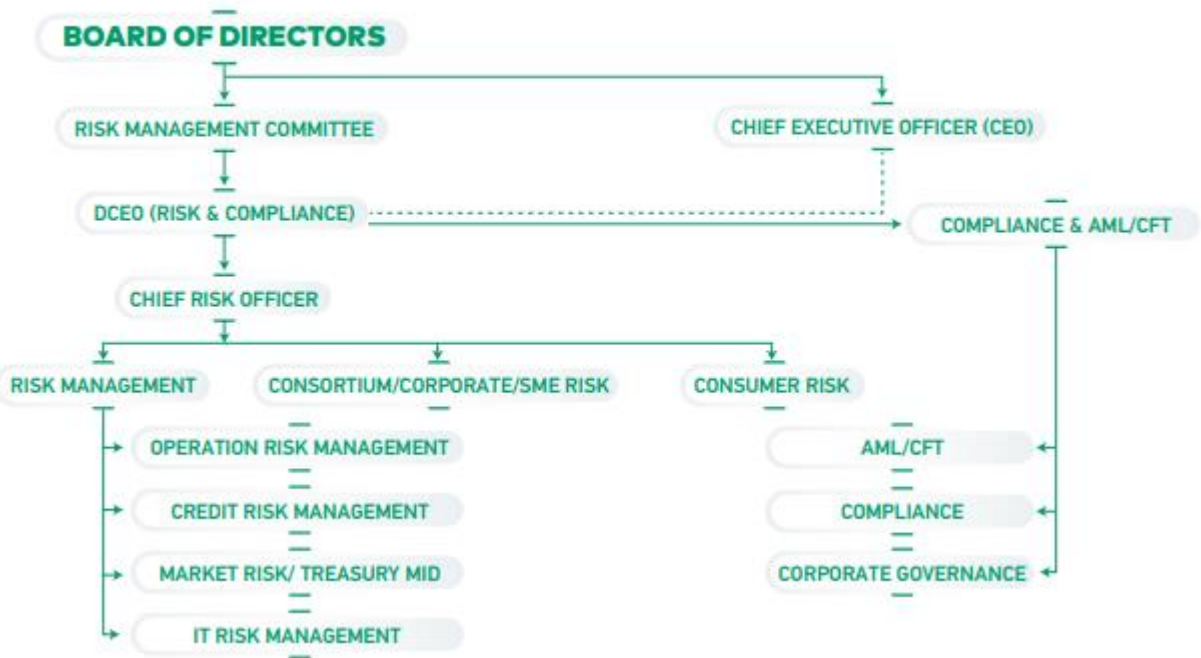 BOARD OF DIRECTORS
RISK MANAGEMENT COMMITTEE
CHIEF EXECUTIVE OFFICER (CEO)
DCEO (RISK & COMPLIANCE)
COMPLIANCE & AML/CFT
CHIEF RISK OFFICER
RISK MANAGEMENT
CONSORTIUM/CORPORATE/SME RISK
CONSUMER RISK
OPERATION RISK MANAGEMENT
AML/CFT
CREDIT RISK MANAGEMENT
COMPLIANCE
MARKET RISK/ TREASURY MID
CORPORATE GOVERNANCE
IT RISK MANAGEMENT